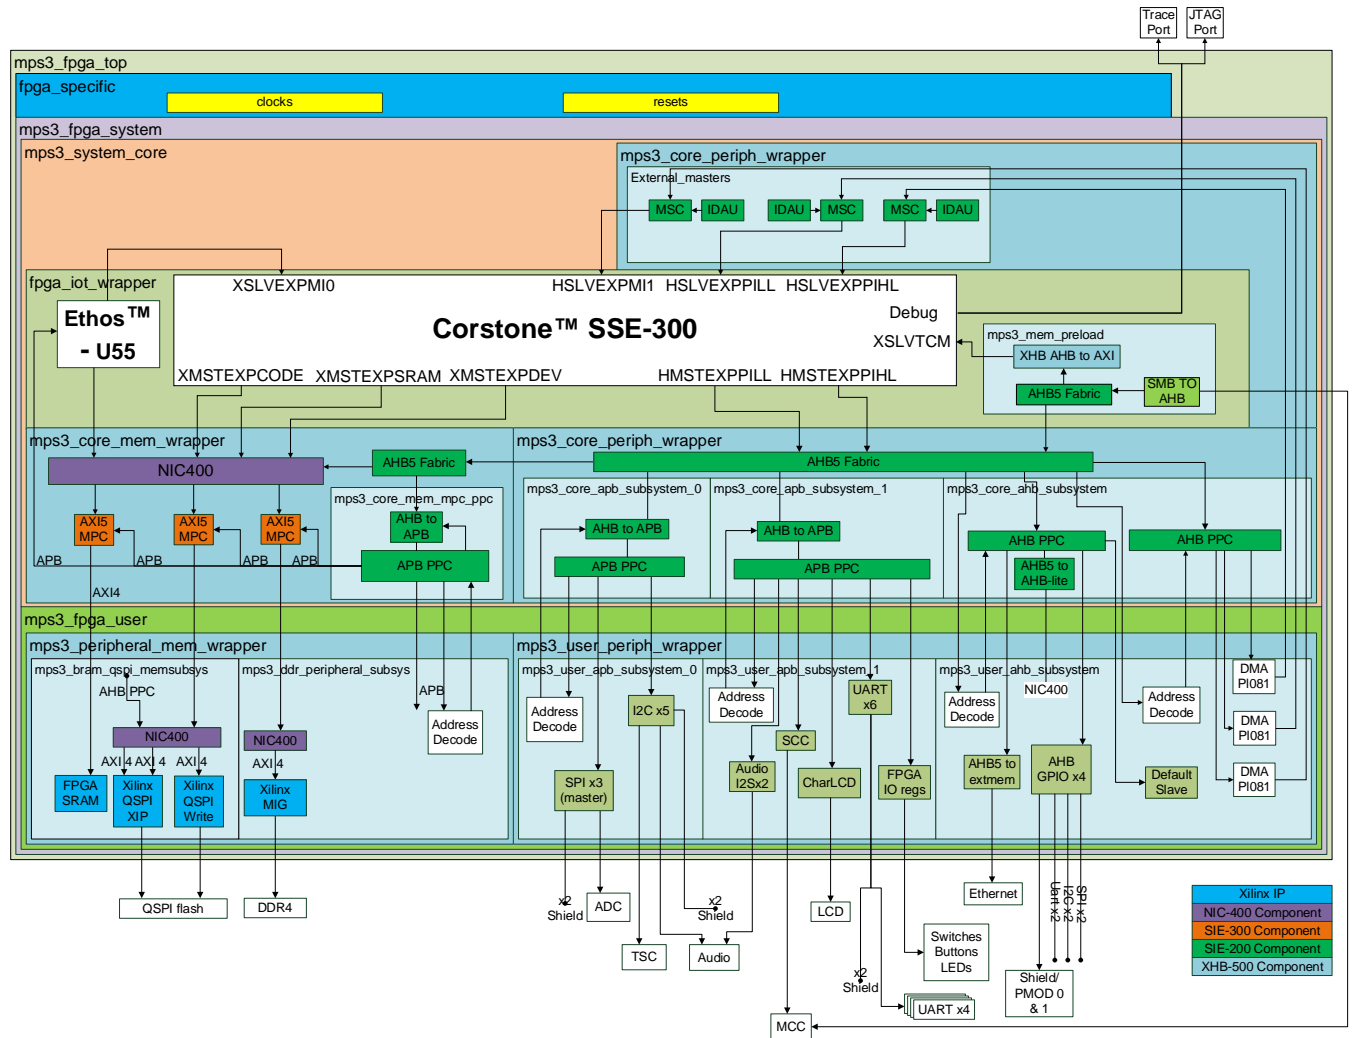 Trace
Port
JTAG
Port
mps3_fpga_top
fpga_specific
clocks
resets
mps3_fpga_system
mps3_system_core
mps3_core_periph_wrapper
External_masters
MSC
IDAU
IDAU
MSC
MSC
IDAU
fpga_iot_wrapper
XSLVEXPMI0
HSLVEXPMI1
HSLVEXPPILL
HSLVEXPPIHL
Ethos™
- U55
Corstone™ SSE-300
Debug
XSLVTCM
mps3_mem_preload
XHB AHB to AXI
AHB5 Fabric
SMB TO
AHB
XMSTEXPCODE
XMSTEXPSRAM
XMSTEXPDEV
HMSTEXPPILL
HMSTEXPPIHL
mps3_core_mem_wrapper
mps3_core_periph_wrapper
NIC400
AHB5 Fabric
AHB5 Fabric
mps3_core_mem_mpc_ppc
mps3_core_apb_subsystem_0
mps3_core_apb_subsystem_1
mps3_core_ahb_subsystem
AXI5
MPC
AXI5
MPC
AXI5
MPC
AHB to
APB
AHB to APB
AHB to APB
AHB PPC
AHB PPC
APB
APB
APB
APB
APB PPC
APB PPC
APB PPC
AHB5 to
AHB-lite
AXI4
mps3_fpga_user
mps3_peripheral_mem_wrapper
mps3_user_periph_wrapper
mps3_bram_qspi_memsubsys
mps3_ddr_peripheral_subsys
mps3_user_apb_subsystem_0
mps3_user_apb_subsystem_1
mps3_user_ahb_subsystem
AHB PPC
APB
Address
Decode
Address
Decode
I2C x5
Address
Decode
UART
x6
Address
Decode
NIC400
Address
Decode
DMA
PI081
DMA
PI081
DMA
PI081
NIC400
NIC400
SCC
AXI 4
AXI 4
AXI 4
AXI 4
FPGA
SRAM
Xilinx
QSPI
XIP
Xilinx
QSPI
Write
Xilinx
MIG
SPI x3
(master)
Audio
I2Sx2
CharLCD
FPGA
IO regs
AHB5 to
extmem
AHB
GPIO x4
Default
Slave
QSPI flash
DDR4
x2
Shield
ADC
x2
Shield
TSC
Audio
LCD
x2
Shield
Switches
Buttons
LEDs
UART x4
MCC
Ethernet
Uart x2
I2C x2
SPI x2
Shield/
PMOD 0
& 1
Xilinx IP
NIC-400 Component
SIE-300 Component
SIE-200 Component
XHB-500 Component